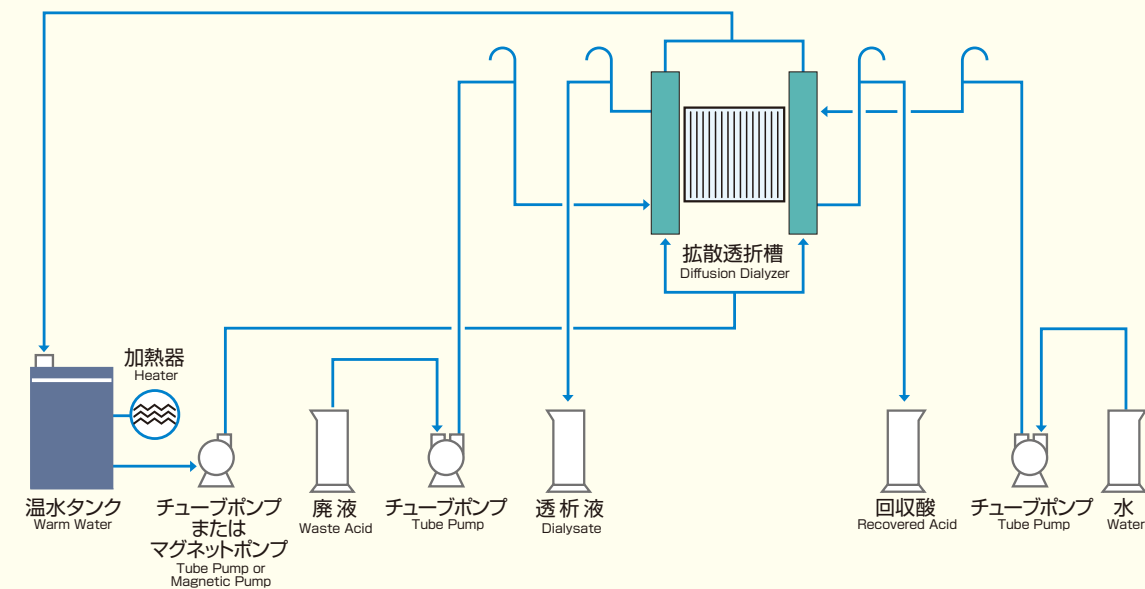 拡散透折槽
Diffusion Dialyzer
加熱器
Heater
温水タンク
Warm Water
チューブポンプ
または
マグネットポンプ
Tube Pump or
Magnetic Pump
廃液
Waste Acid
チューブポンプ
Tube Pump
透析液
Dialysate
回収酸
Recovered Acid
チューブポンプ
Tube Pump
水
Water